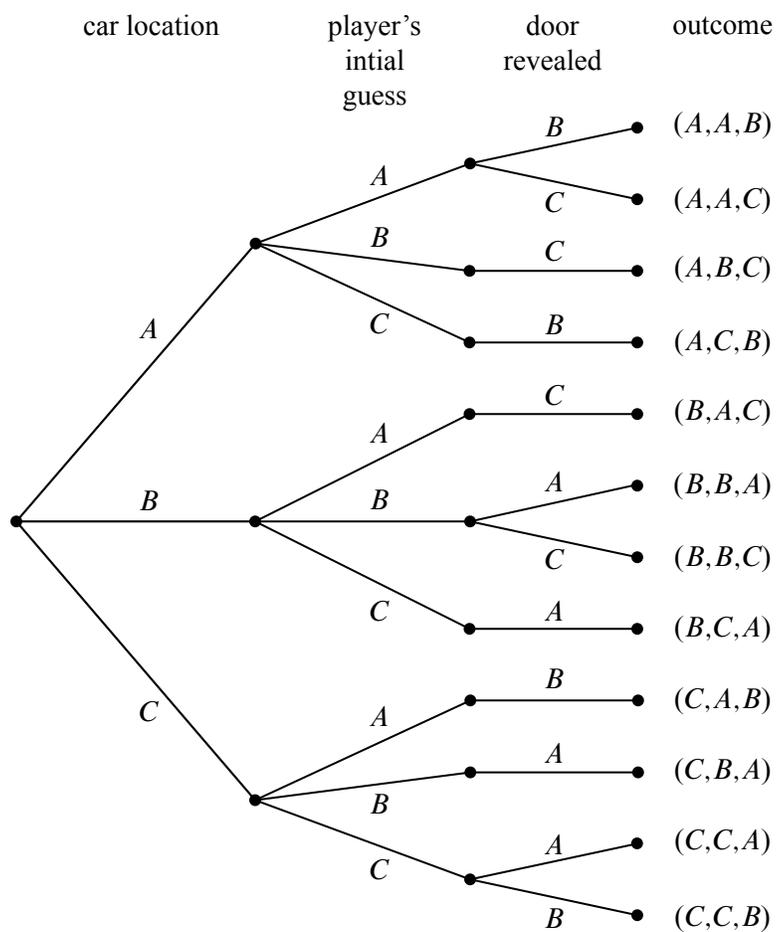 car location player's door outcome
intial revealed
guess
B (A,A,B)
A
C (A,A,C)
B C (A,B,C)
A C B (A,C,B)
C (B,A,C)
A
A (B,B,A)
B B
C (B,B,C)
C A (B,C,A)
B (C,A,B)
C A
A (C,B,A)
B
A (C,C,A)
C
B (C,C,B)